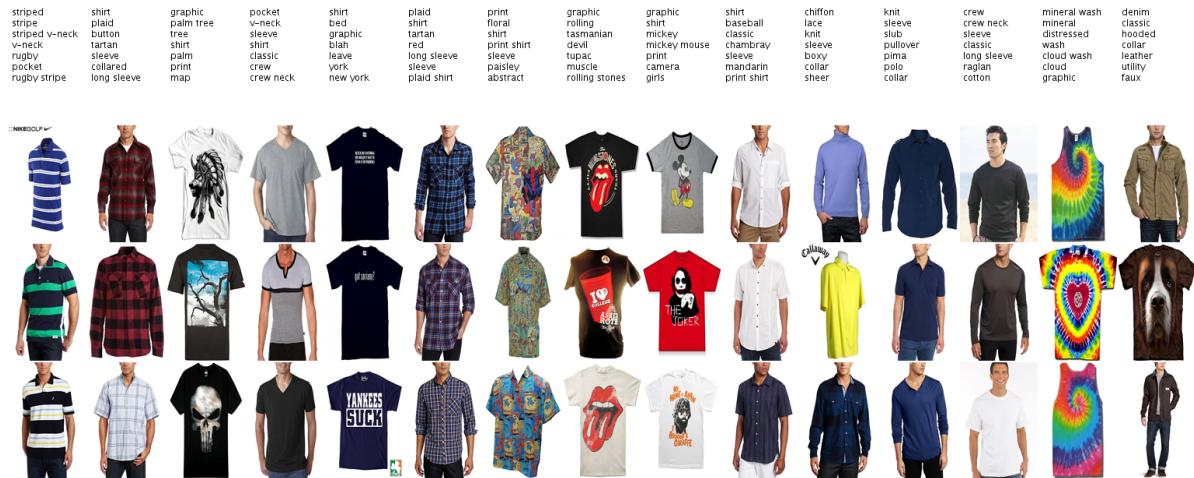 striped
stripe
striped v-neck
v-neck
rugby
pocket
rugby stripe
shirt
plaid
button
tartan
sleeve
collared
long sleeve
graphic
palm tree
tree
shirt
palm
print
map
pocket
v-neck
sleeve
shirt
classic
crew
crew neck
shirt
bed
graphic
blah
leave
york
new york
plaid
shirt
tartan
red
long sleeve
sleeve
plaid shirt
print
floral
shirt
print shirt
sleeve
paisley
abstract
graphic
rolling
tasmanian
devil
tupac
muscle
rolling stones
graphic
shirt
mickey
mickey mouse
print
camera
girls
shirt
baseball
classic
chambray
sleeve
mandarin
print shirt
chiffon
lace
knit
sleeve
boxy
collar
sheer
knit
sleeve
slub
pullover
pima
polo
collar
crew
crew neck
sleeve
classic
long sleeve
raglan
cotton
mineral wash
mineral
distressed
wash
cloud wash
cloud
graphic
denim
classic
hooded
collar
leather
utility
faux
NIKEGOLF
Callaway
got
I
COLLEGE
THE
JOKER
YANKEES
SUCK
MY
GIRAFFE